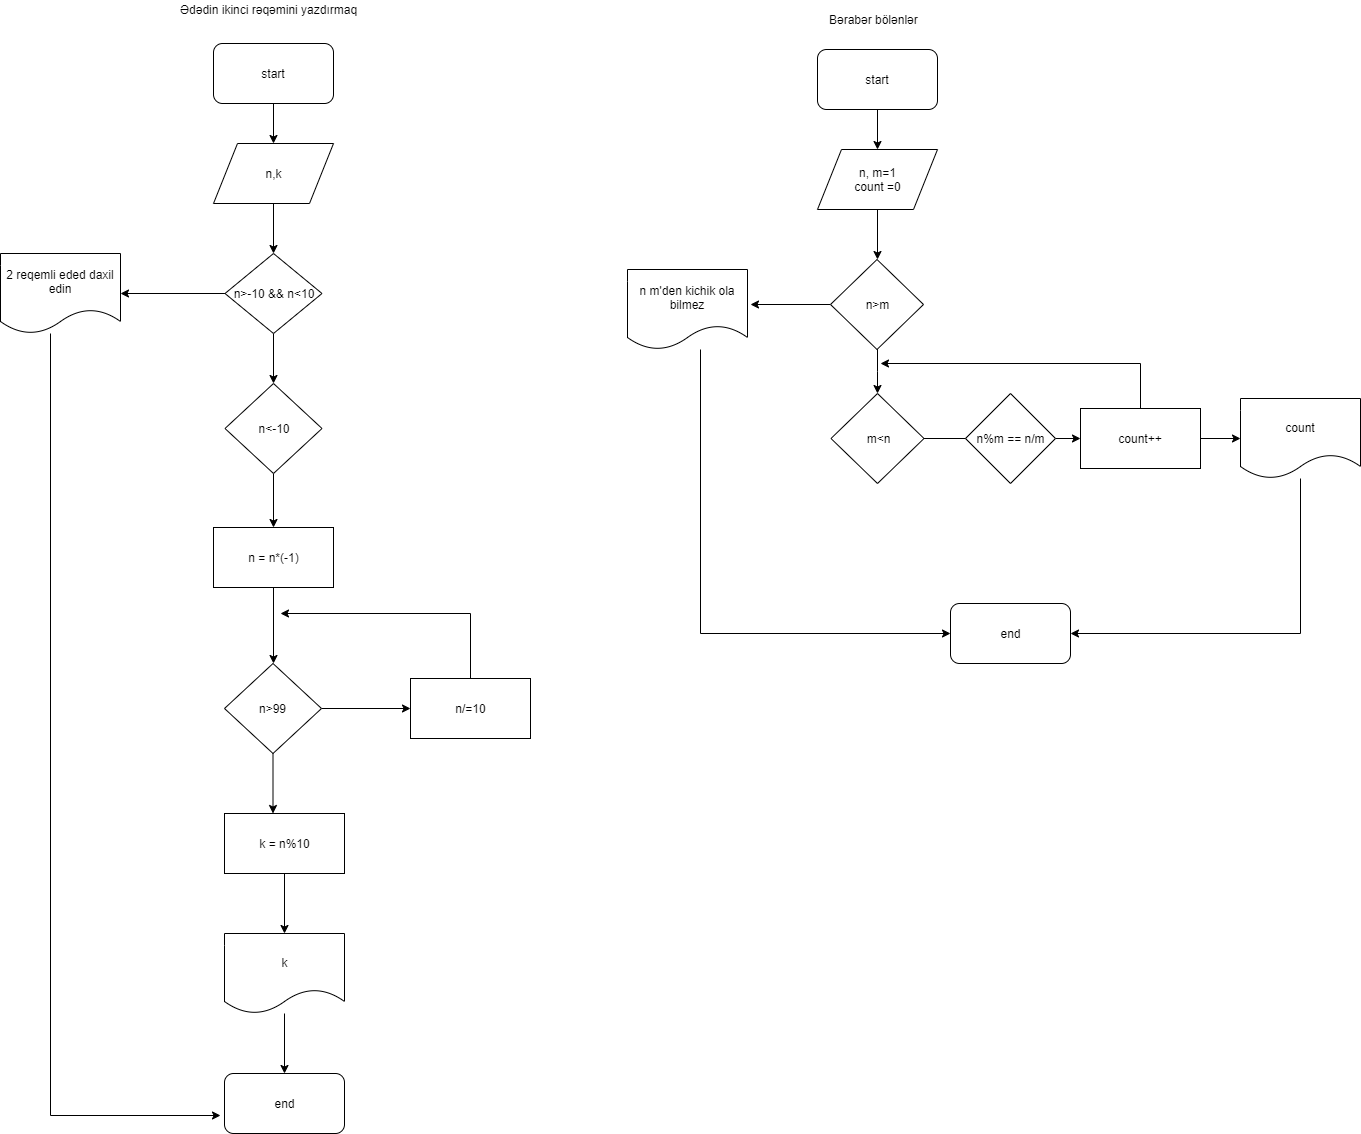 Ədədin ikinci rəqəmini yazdırmaq
start
n,k
n>-10 && n<10
2 reqemli eded daxil
edin
n<-10
n = n*(-1)
n>99
n/=10
k = n%10
k
end
Bərabər bölənlər
start
n, m=1
count =0
n>m
n m'den kichik ola
bilmez
m<n
n%m == n/m
count++
count
end